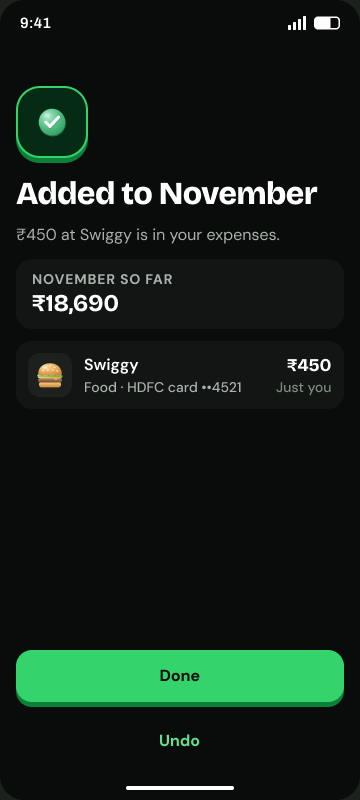 9:41
Added to November
₹450 at Swiggy is in your expenses.
NOVEMBER SO FAR
₹18,690
Swiggy
₹450
Food · HDFC card ••4521
Just you
Done
Undo